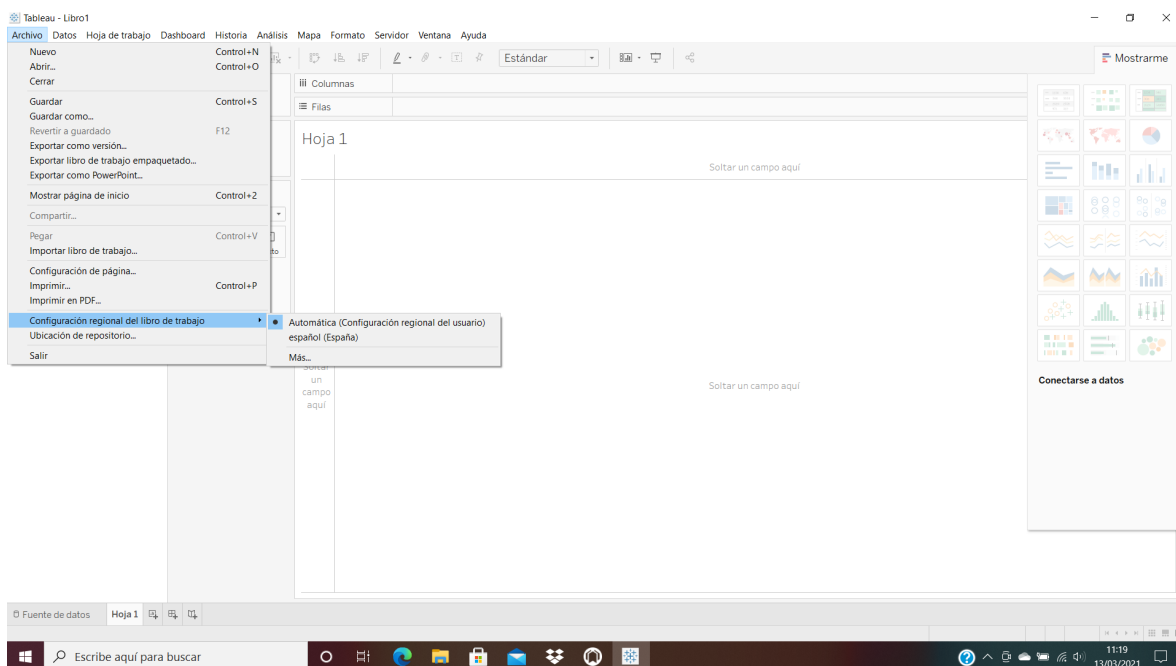 Tableau - Libro1
Archivo Datos Hoja de trabajo Dashboard Historia Análisis Mapa Formato Servidor Ventana Ayuda
Nuevo Control+N
Abrir... Control+O
Cerrar
Guardar Control+S
Guardar como...
Revertir a guardado F12
Exportar como versión...
Exportar libro de trabajo empaquetado...
Exportar como PowerPoint...
Mostrar página de inicio Control+2
Compartir...
Pegar Control+V
Importar libro de trabajo...
Configuración de página...
Imprimir... Control+P
Imprimir en PDF...
Configuración regional del libro de trabajo
Ubicación de repositorio...
Salir
Automática (Configuración regional del usuario)
español (España)
Más...
Estándar
Mostrarme
Columnas
Filas
Hoja 1
Soltar un campo aquí
Soltar
un
campo
aquí
Soltar un campo aquí
Conectarse a datos
Fuente de datos Hoja 1
Escribe aquí para buscar
11:19
13/03/2021